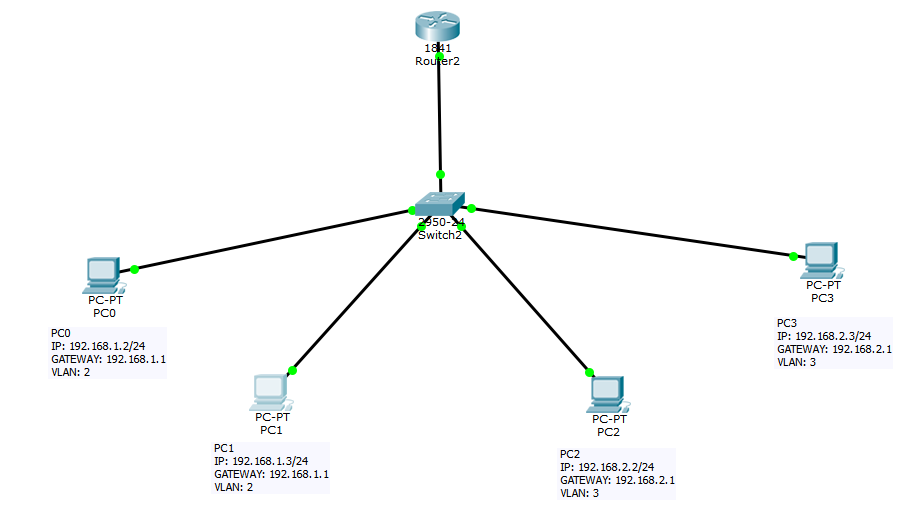 1841
Router2
2950-24
Switch2
PC-PT
PC0
PC0
IP: 192.168.1.2/24
GATEWAY: 192.168.1.1
VLAN: 2
PC-PT
PC1
PC1
IP: 192.168.1.3/24
GATEWAY: 192.168.1.1
VLAN: 2
PC-PT
PC2
PC2
IP: 192.168.2.2/24
GATEWAY: 192.168.2.1
VLAN: 3
PC-PT
PC3
PC3
IP: 192.168.2.3/24
GATEWAY: 192.168.2.1
VLAN: 3